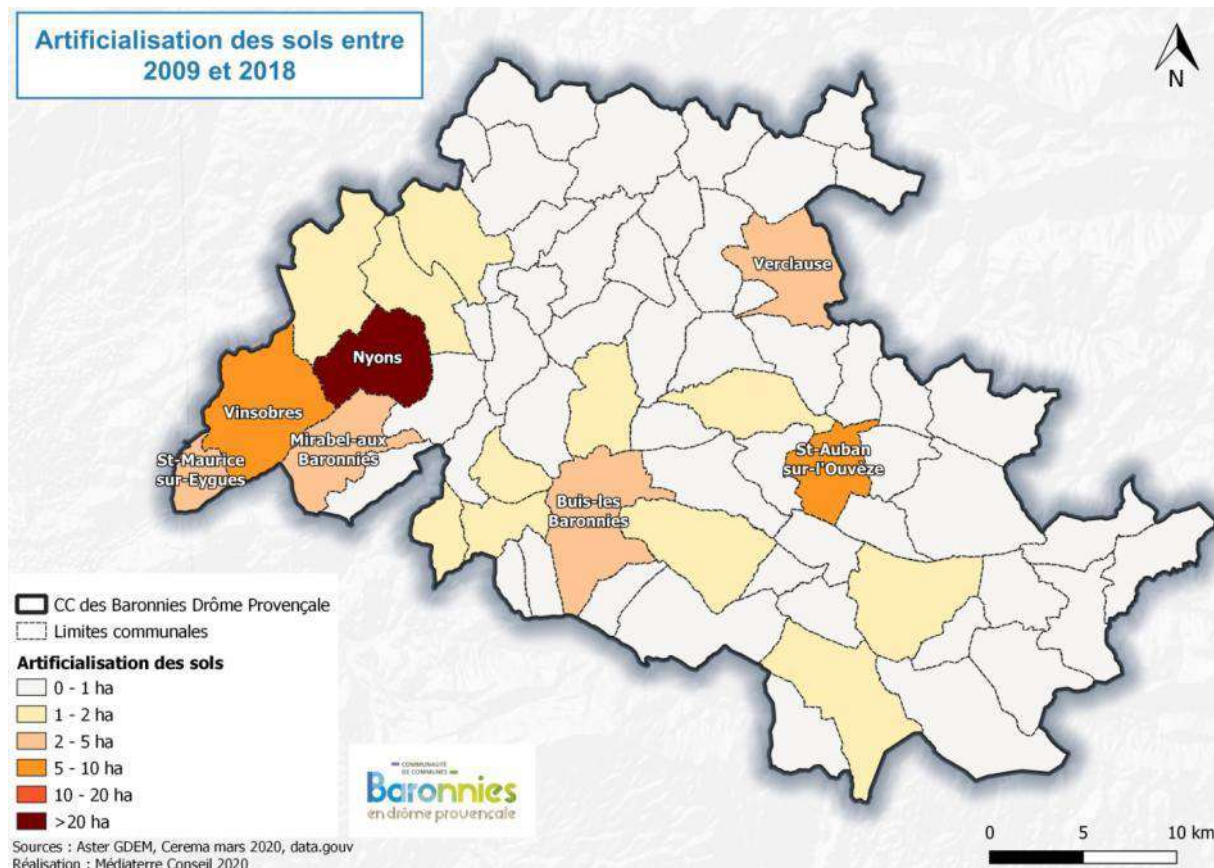 Artificialisation des sols entre
2009 et 2018
N
Verclause
Nyons
Vinsobres
Mirabel-aux
Baronnies
St-Maurice
sur-Eygues
St-Auban
sur-l'Ouvèze
Buis-les
Baronnies
CC des Baronnies Drôme Provençale
Limites communales
Artificialisation des sols
0 - 1 ha
1 - 2 ha
2 - 5 ha
5 - 10 ha
10 - 20 ha
>20 ha
COMMUNAUTÉ
DE COMMUNES
Baronnies
en drôme provençale
0 5 10 km
Sources : Aster GDEM, Cerema mars 2020, data.gouv
Réalisation : Médiaterre Conseil 2020